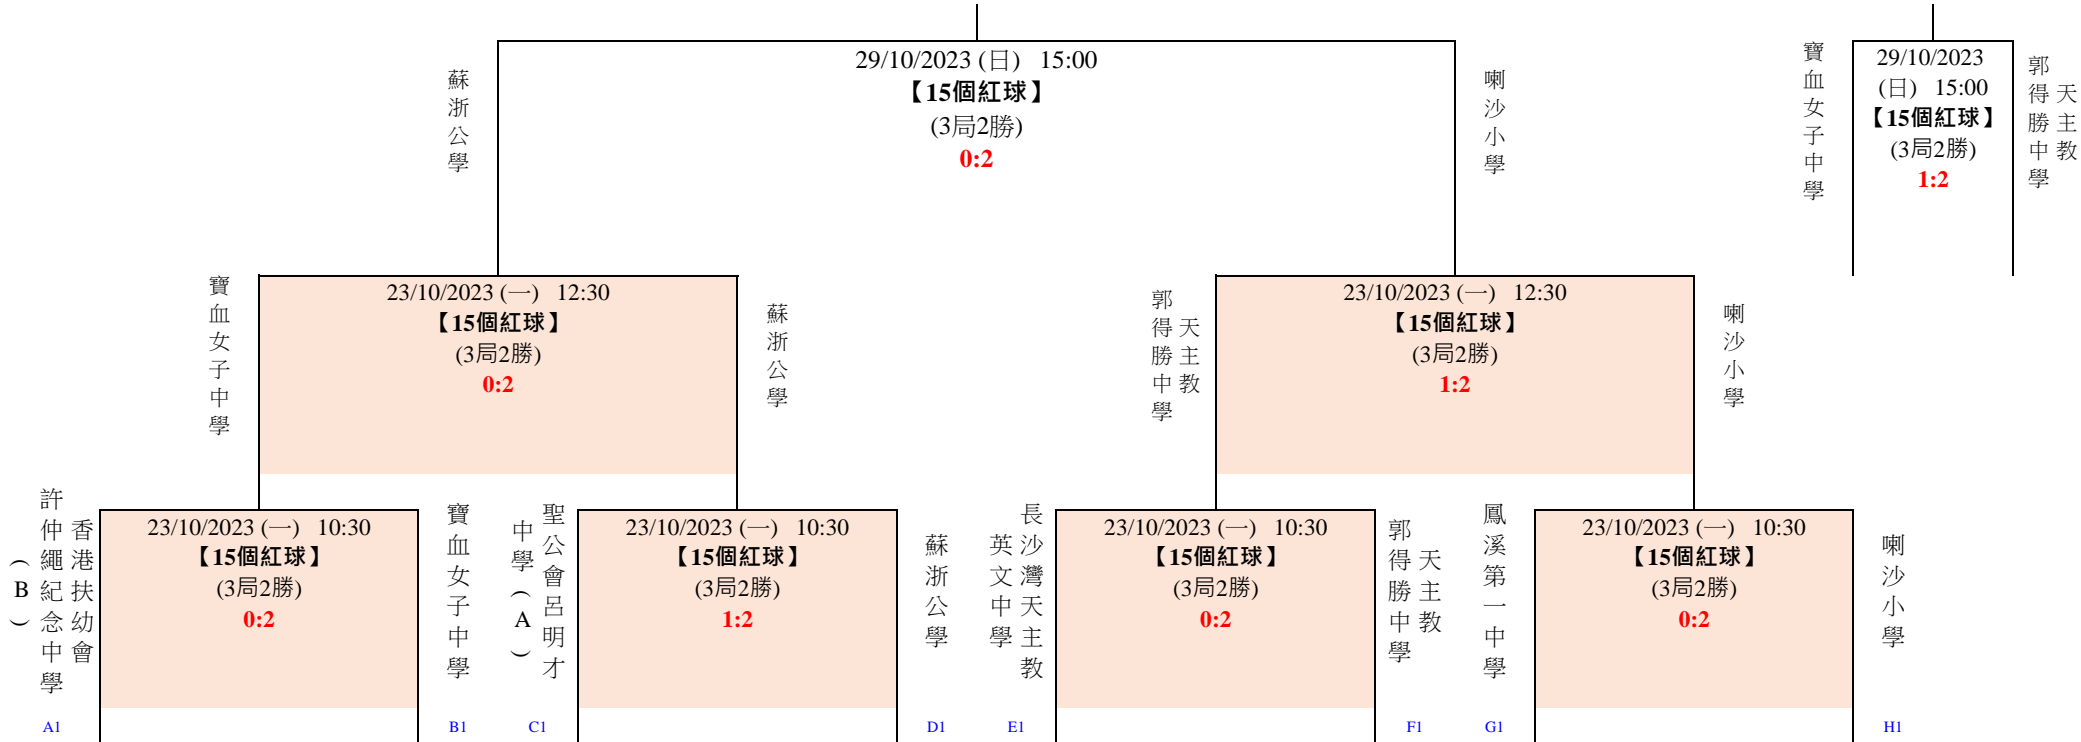 蘇浙公學
29/10/2023 (日) 15:00
【15個紅球】
(3局2勝)
0:2
喇沙小學
寶血女子中學
29/10/2023
(日) 15:00
【15個紅球】
(3局2勝)
1:2
天主教
郭得勝中學
寶血女子中學
23/10/2023 (一) 12:30
【15個紅球】
(3局2勝)
0:2
蘇浙公學
天主教
郭得勝中學
23/10/2023 (一) 12:30
【15個紅球】
(3局2勝)
1:2
喇沙小學
香港扶幼會
許仲繩紀念中學
(B)
23/10/2023 (一) 10:30
【15個紅球】
(3局2勝)
0:2
寶血女子中學
聖公會呂明才
中學(A)
23/10/2023 (一) 10:30
【15個紅球】
(3局2勝)
1:2
蘇浙公學
長沙灣天主教
英文中學
23/10/2023 (一) 10:30
【15個紅球】
(3局2勝)
0:2
天主教
郭得勝中學
鳳溪第一中學
23/10/2023 (一) 10:30
【15個紅球】
(3局2勝)
0:2
喇沙小學
A1
B1
C1
D1
E1
F1
G1
H1